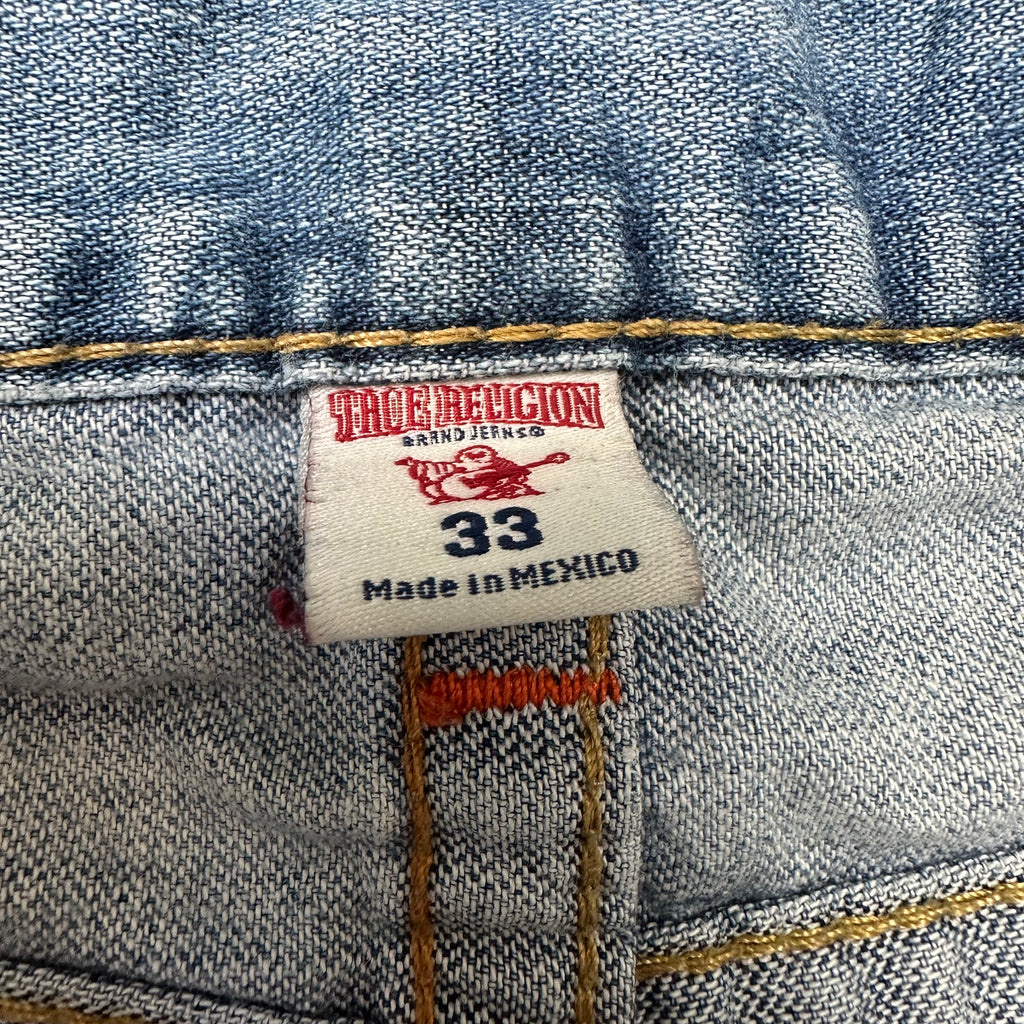 TRUE RELIGION
BRAND JEANS®
33
Made in MEXICO